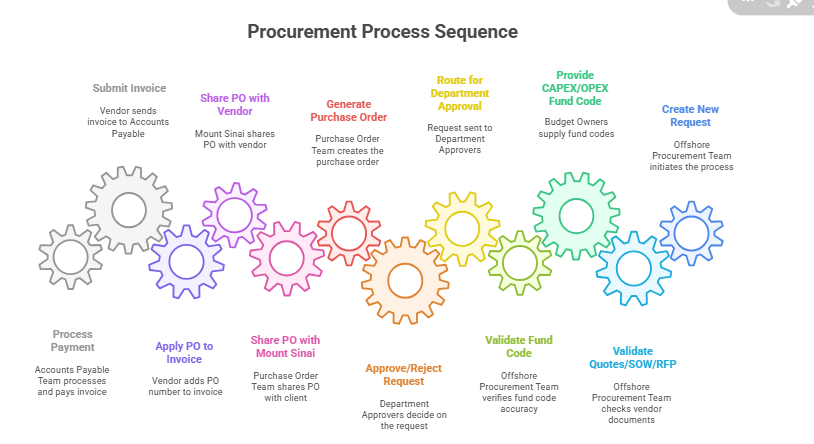 Procurement Process Sequence
Submit Invoice
Vendor sends
invoice to Accounts
Payable
Share PO with
Vendor
Mount Sinai shares
PO with vendor
Generate
Purchase Order
Purchase Order
Team creates the
purchase order
Route for
Department
Approval
Request sent to
Department
Approvers
Provide
CAPEX/OPEX
Fund Code
Budget Owners
supply fund codes
Create New
Request
Offshore
Procurement Team
initiates the process
Process
Payment
Accounts Payable
Team processes
and pays invoice
Apply PO to
Invoice
Vendor adds PO
number to invoice
Share PO with
Mount Sinai
Purchase Order
Team shares PO
with client
Approve/Reject
Request
Department
Approvers decide on
the request
Validate Fund
Code
Offshore
Procurement Team
verifies fund code
accuracy
Validate
Quotes/SOW/RFP
Offshore
Procurement Team
checks vendor
documents